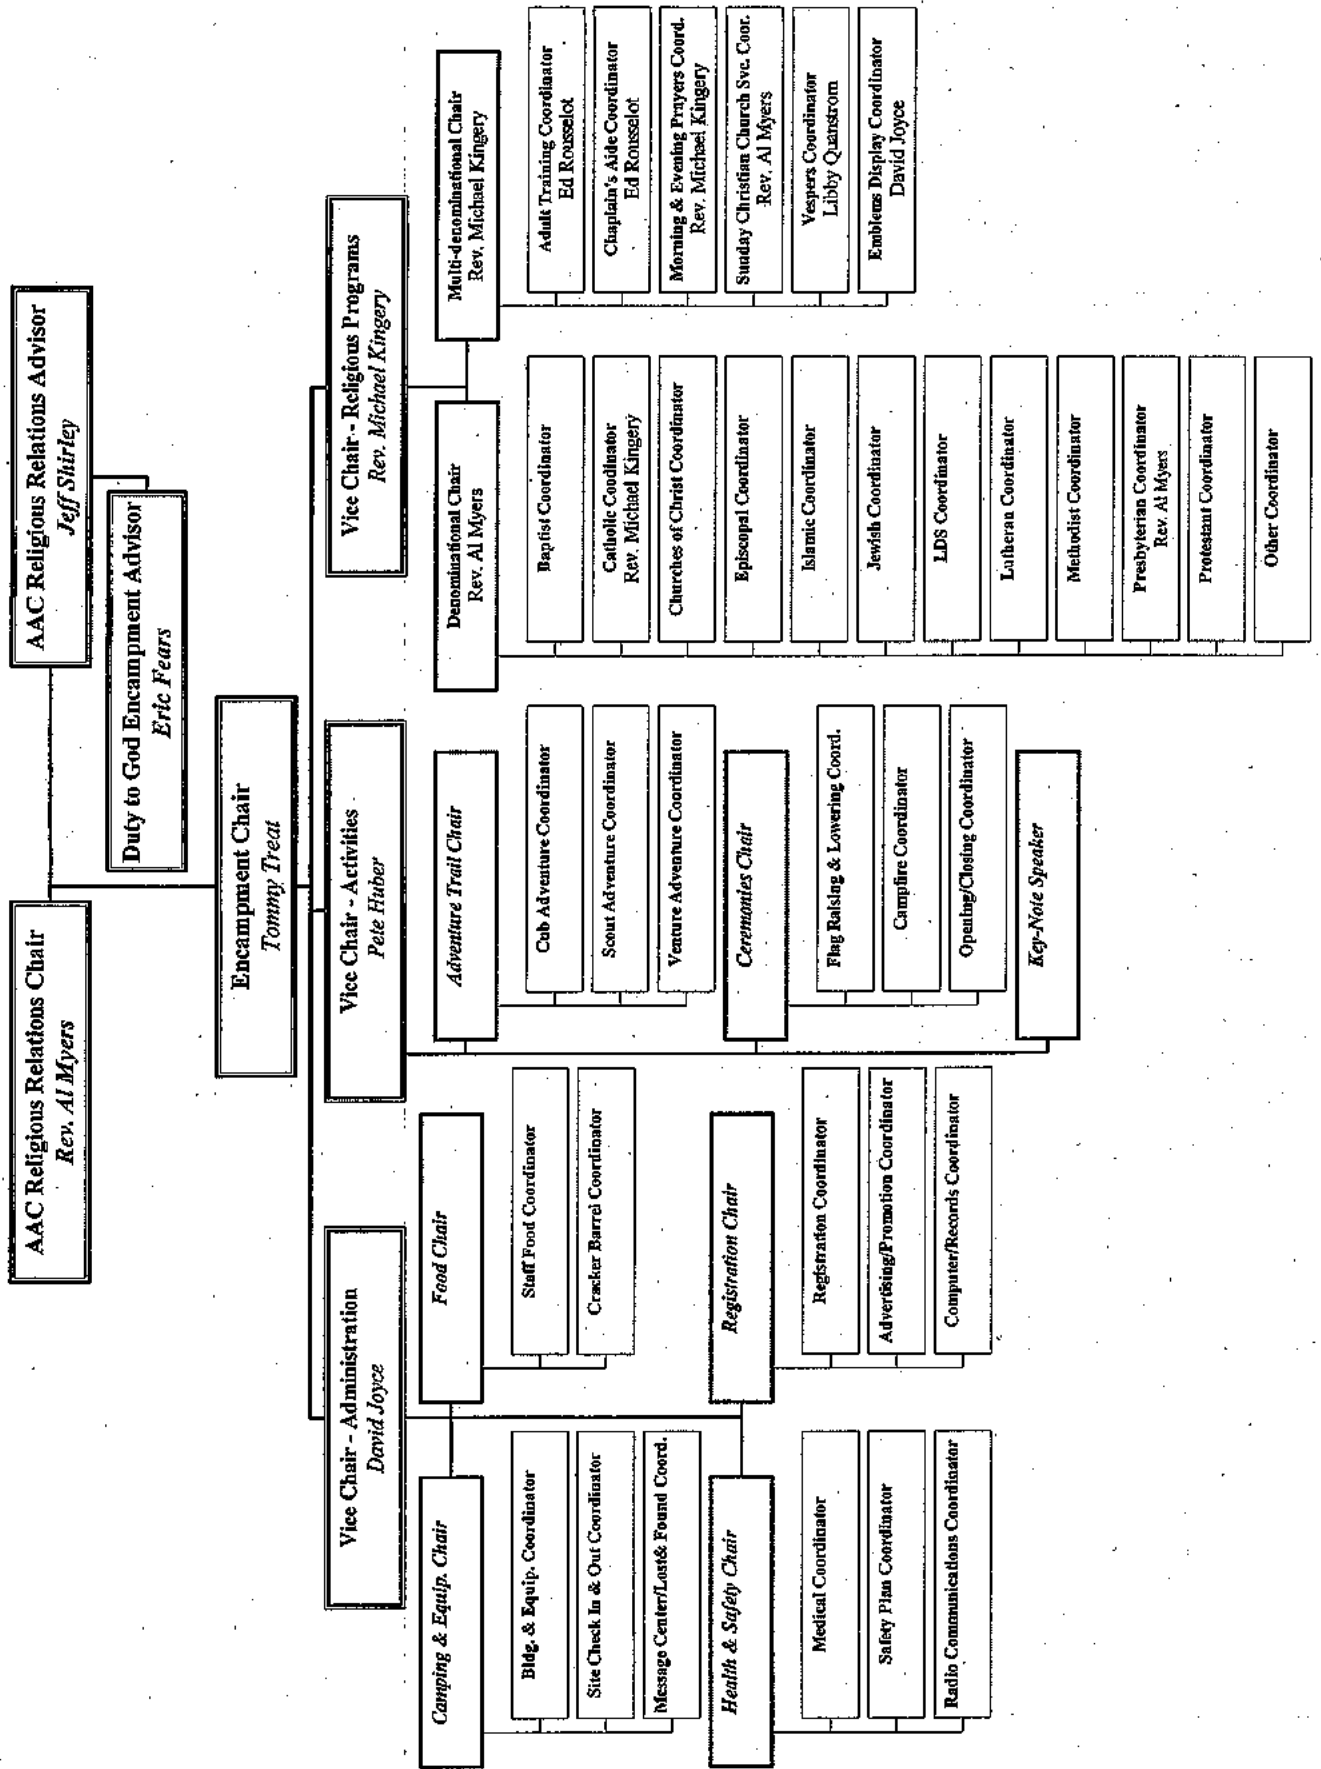 AAC Religious Relations Chair
Rev. Al Myers
AAC Religious Relations Advisor
Jeff Shirley
Duty to God Encampment Advisor
Eric Fears
Encampment Chair
Tommy Treat
Vice Chair - Administration
David Joyce
Vice Chair - Activities
Pete Huber
Vice Chair - Religious Programs
Rev. Michael Kingery
Camping & Equip. Chair
Bldg. & Equip. Coordinator
Site Check In & Out Coordinator
Message Center/Lost& Found Coord.
Food Chair
Staff Food Coordinator
Cracker Barrel Coordinator
Health & Safety Chair
Medical Coordinator
Safety Plan Coordinator
Radio Communications Coordinator
Registration Chair
Registration Coordinator
Advertising/Promotion Coordinator
Computer/Records Coordinator
Adventure Trail Chair
Cub Adventure Coordinator
Scout Adventure Coordinator
Venture Adventure Coordinator
Ceremonies Chair
Flag Raising & Lowering Coord.
Campfire Coordinator
Opening/Closing Coordinator
Key-Note Speaker
Denominational Chair
Rev. Al Myers
Baptist Coordinator
Catholic Coodinator
Rev. Michael Kingery
Churches of Christ Coordinator
Episcopal Coordinator
Islamic Coordinator
Jewish Coordinator
LDS Coordinator
Lutheran Coordinator
Methodist Coordinator
Presbyterian Coordinator
Rev. Al Myers
Protestant Coordinator
Other Coordinator
Multi-denominational Chair
Rev. Michael Kingery
Adult Training Coordinator
Ed Rousselot
Chaplain's Aide Coordinator
Ed Rousselot
Morning & Evening Prayers Coord.
Rev. Michael Kingery
Sunday Christian Church Svc. Coor.
Rev. Al Myers
Vespers Coordinator
Libby Quanstrom
Emblems Display Coordinator
David Joyce